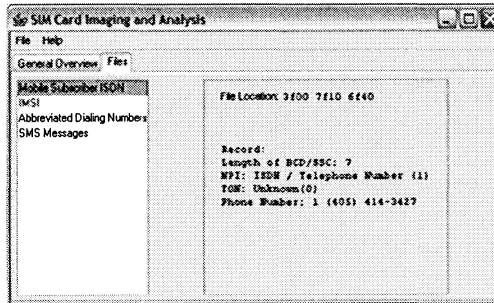 SIM Card Imaging and Analysis
File Help
General Overview Files
Mobile Subscriber ISDN
IMSI
Abbreviated Dialing Numbers
SMS Messages
File Location: 3f00 7f10 6f40
Record:
Length of BCD/SSC: 7
NPI: ISDN / Telephone Number (1)
TON: Unknown(0)
Phone Number: 1 (405) 414-3427